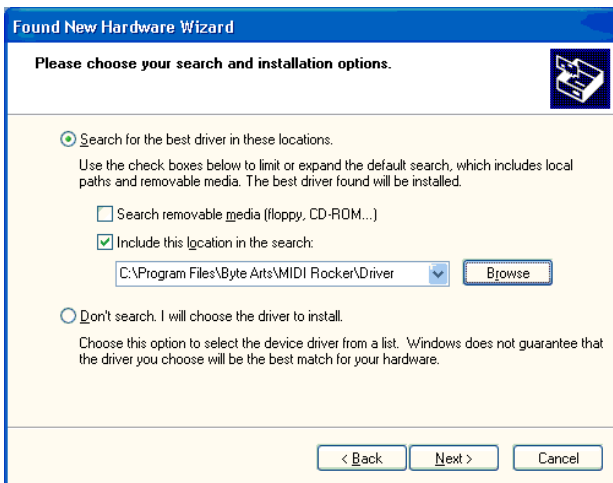 Found New Hardware Wizard
Please choose your search and installation options.
Search for the best driver in these locations.
Use the check boxes below to limit or expand the default search, which includes local
paths and removable media. The best driver found will be installed.
Search removable media (floppy, CD-ROM...)
Include this location in the search:
C:\Program Files\Byte Arts\MIDI Rocker\Driver
Browse
Don't search. I will choose the driver to install.
Choose this option to select the device driver from a list. Windows does not guarantee that
the driver you choose will be the best match for your hardware.
< Back Next > Cancel